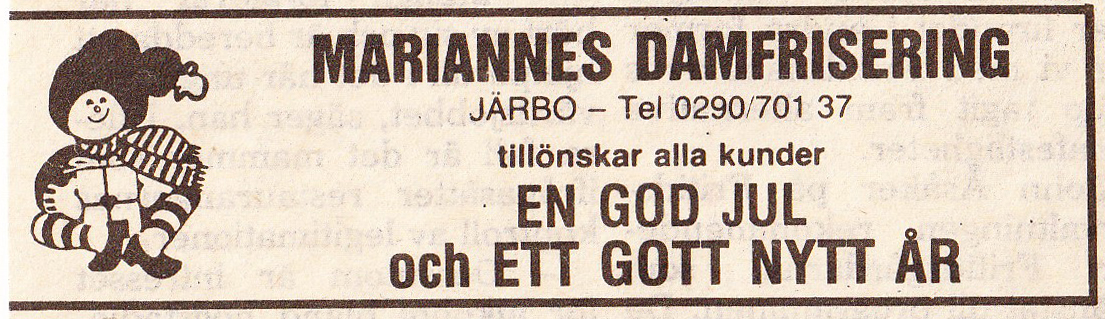 MARIANNES DAMFRISERING
JÄRBO – Tel 0290/701 37
tillönskar alla kunder
EN GOD JUL
och ETT GOTT NYTT ÅR